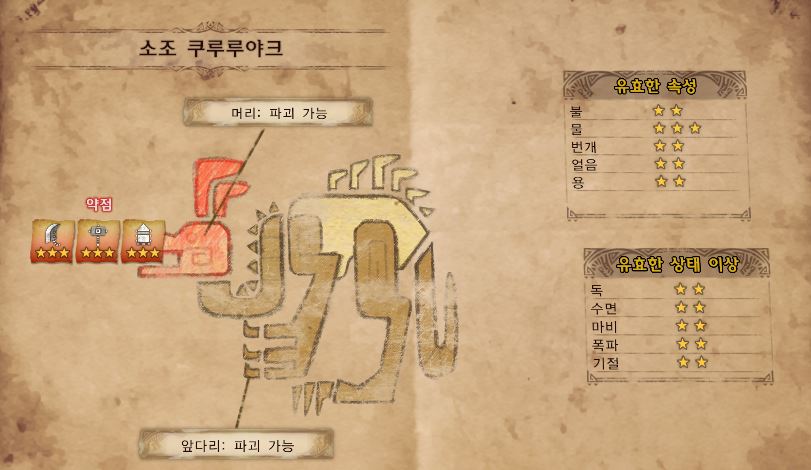 소조 쿠루루야크
머리: 파괴 가능
약점
앞다리: 파괴 가능
유효한 속성
불
물
번개
얼음
용
유효한 상태 이상
독
수면
마비
폭파
기절